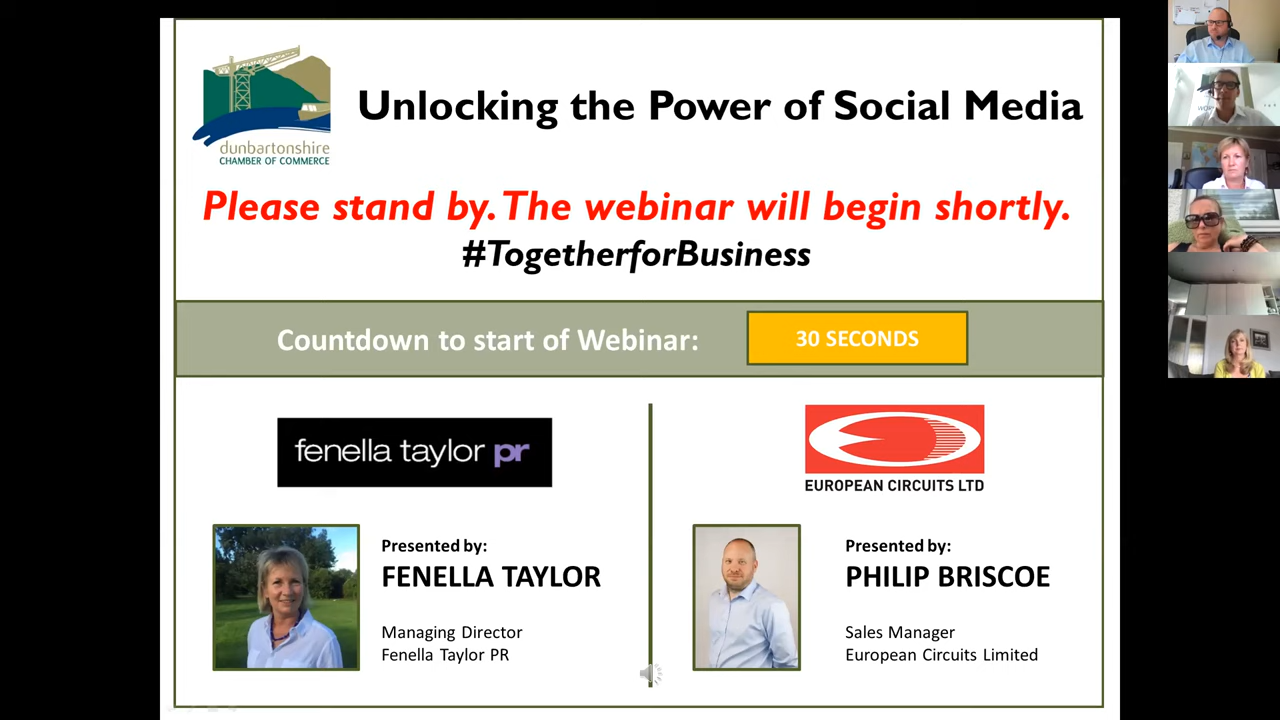 dunbartonshire
CHAMBER OF COMMERCE
Unlocking the Power of Social Media
Please stand by. The webinar will begin shortly.
#TogetherforBusiness
Countdown to start of Webinar:
30 SECONDS
fenella taylor pr
Presented by:
FENELLA TAYLOR
Managing Director
Fenella Taylor PR
EUROPEAN CIRCUITS LTD
Presented by:
PHILIP BRISCOE
Sales Manager
European Circuits Limited